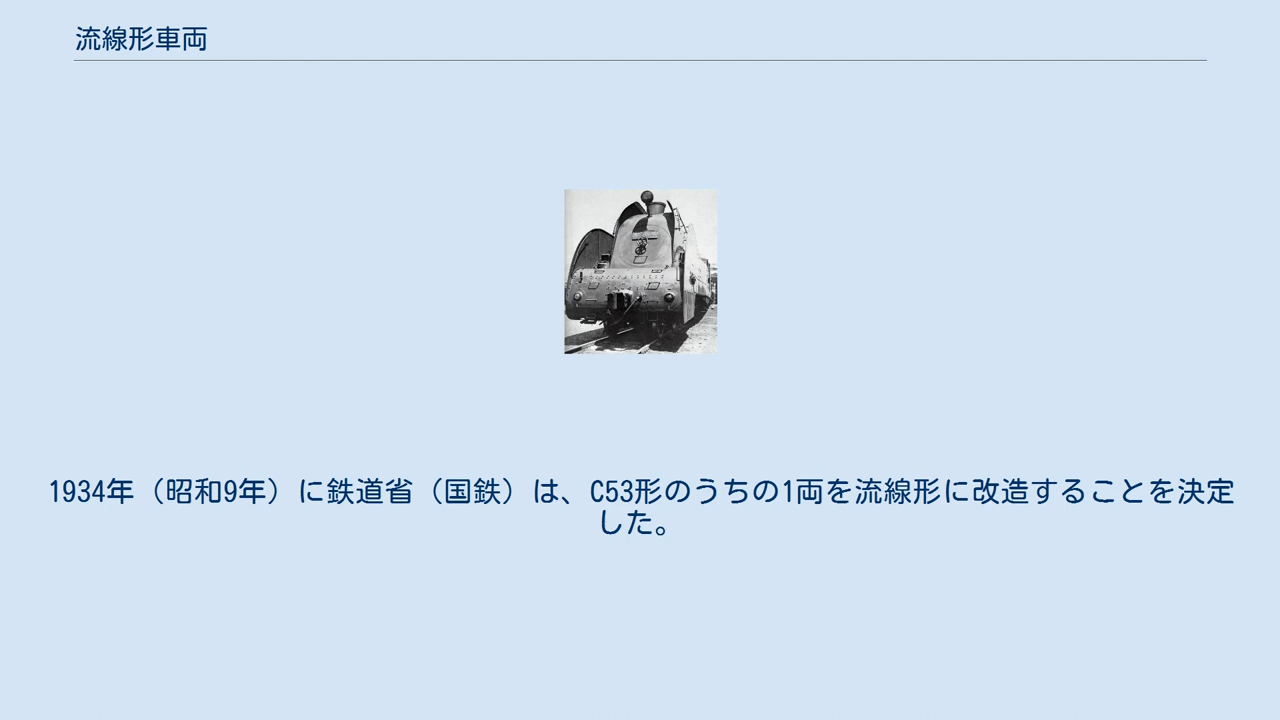 流線形車両
1934年（昭和9年）に鉄道省（国鉄）は、C53形のうちの1両を流線形に改造することを決定
した。